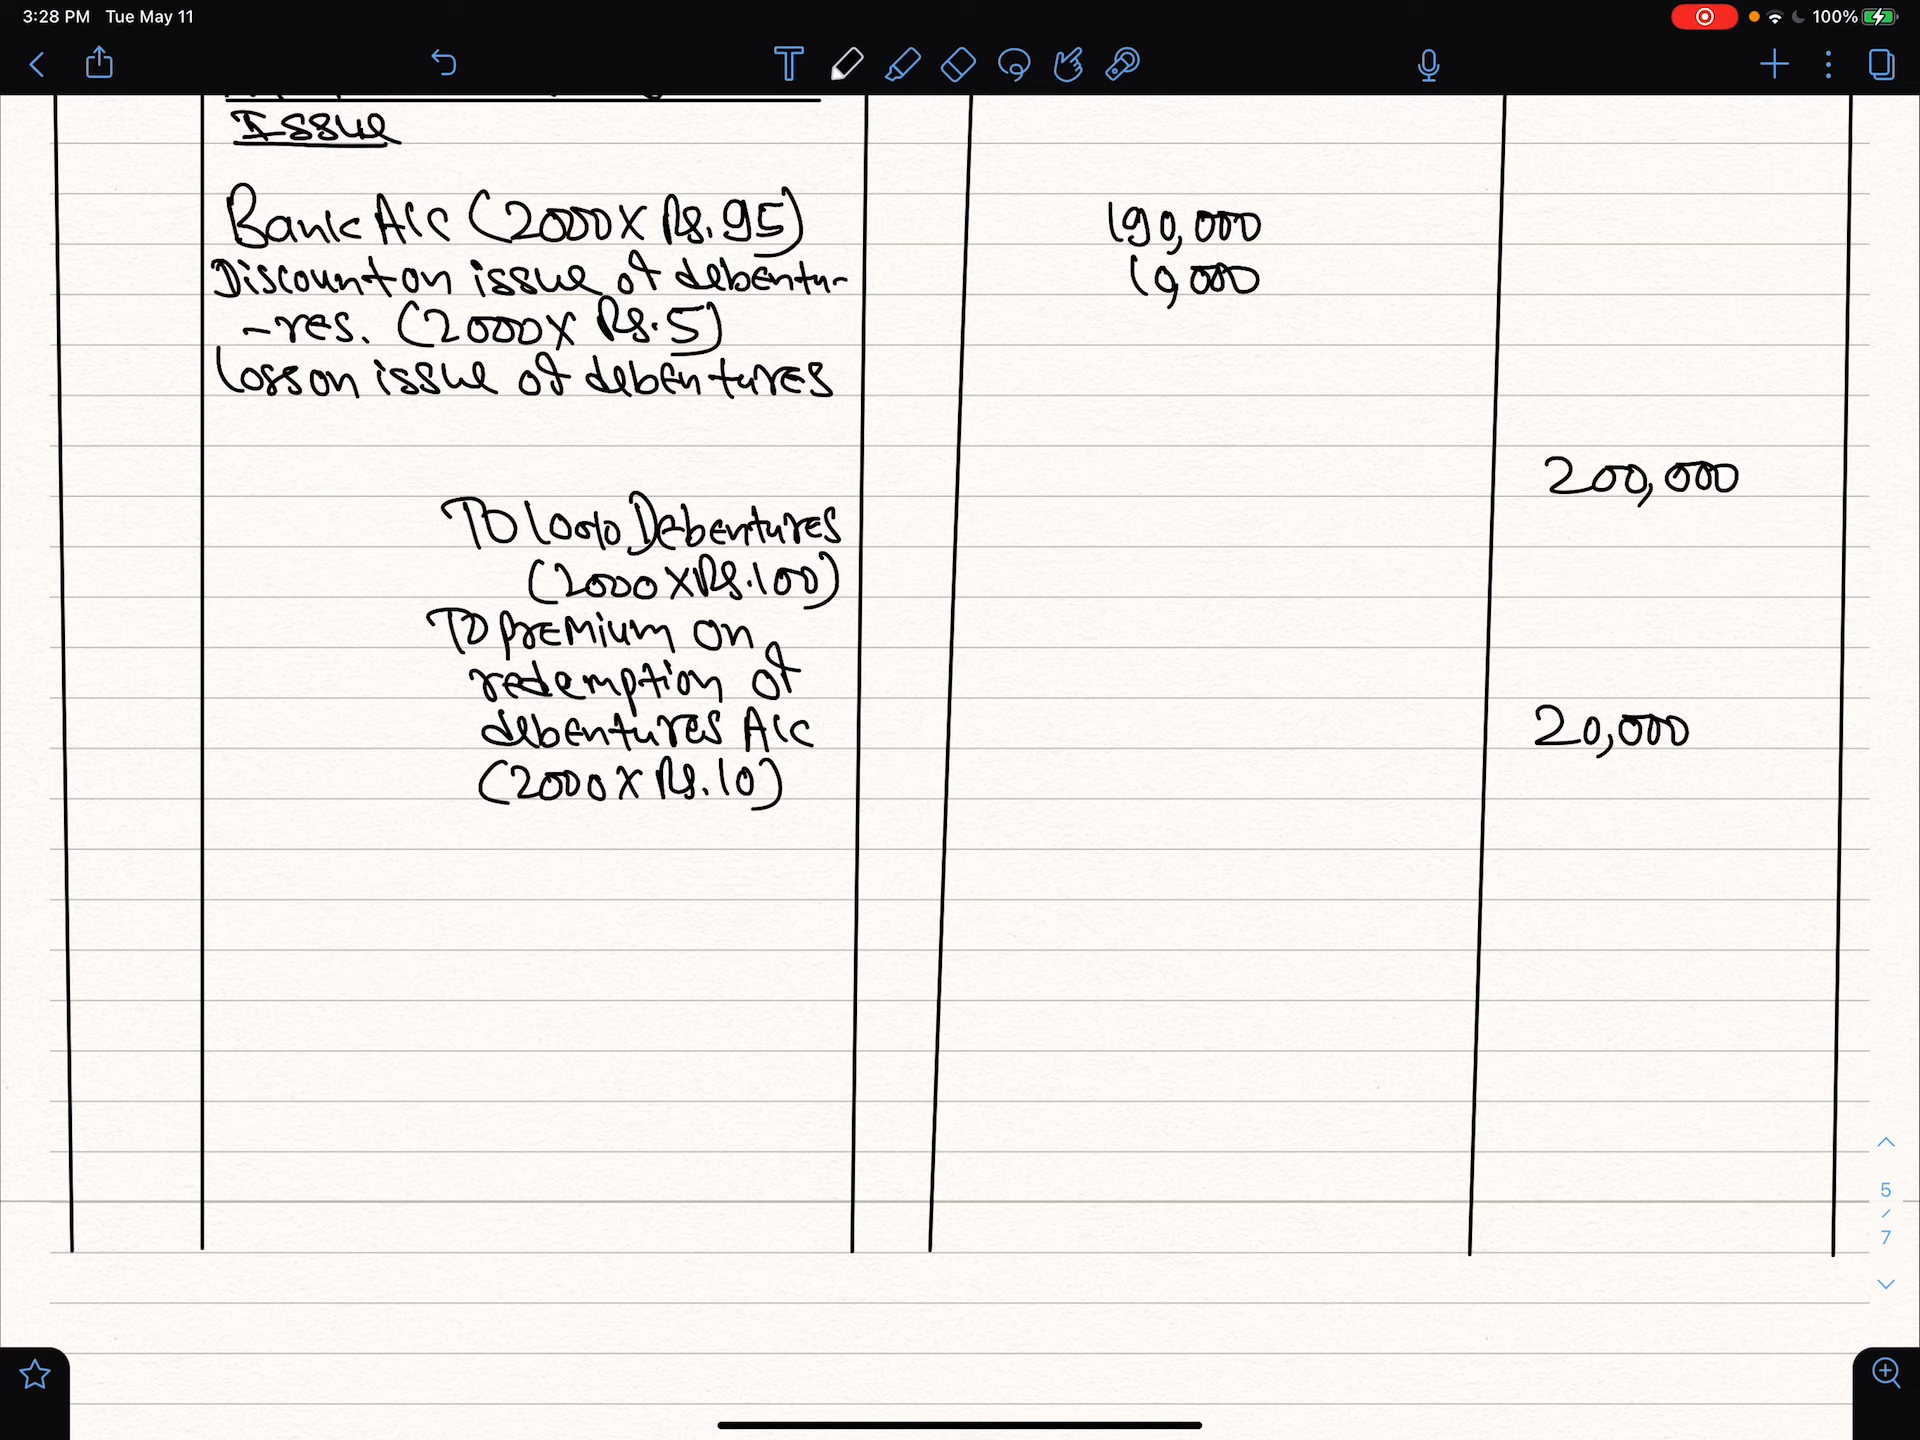 3:28 PM Tue May 11
100%
Issue
Bank A/c (2000 X Rs. 95) 190,000
Discount on issue of debentu- 10,000
-res. (2000 X Rs. 5)
Loss on issue of debentures
200,000
To 10% Debentures
(2000 X Rs. 100)
To premium on
redemption of
debentures A/c 20,000
(2000 X Rs. 10)
5
/
7